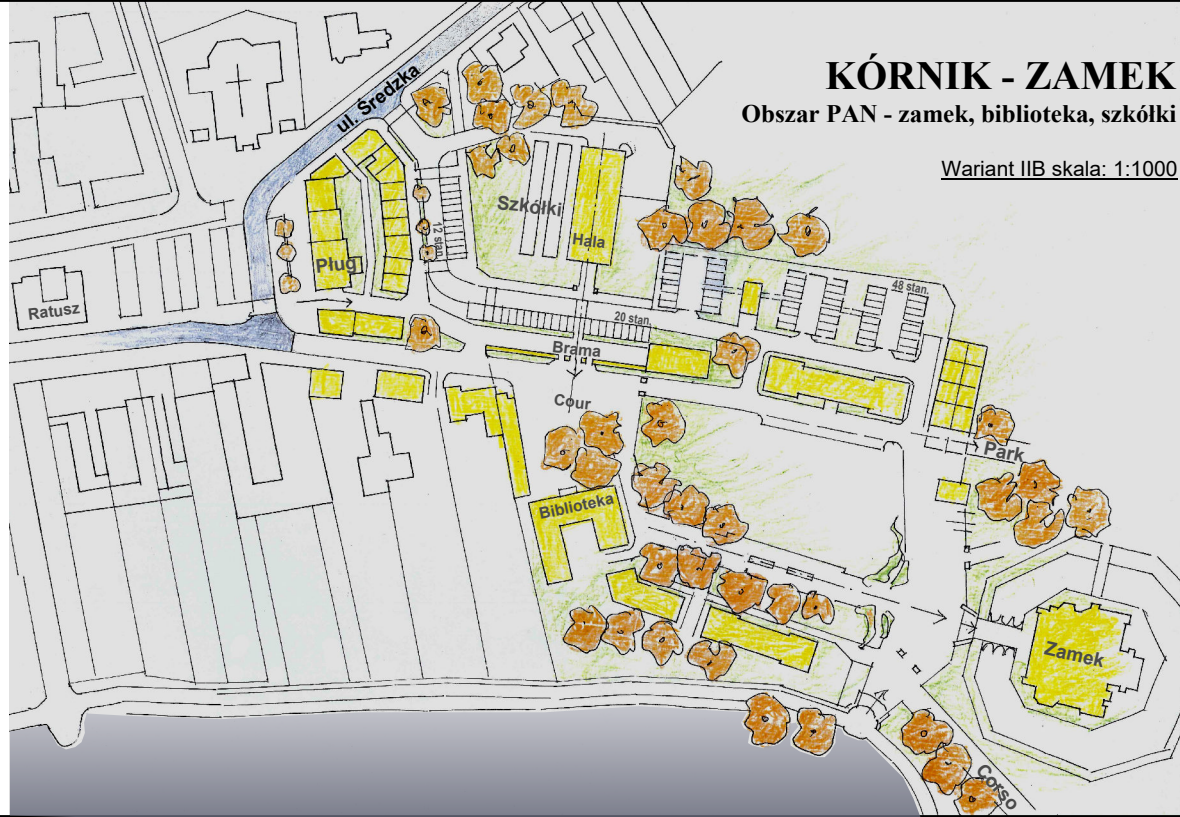 KÓRNIK - ZAMEK
Obszar PAN - zamek, biblioteka, szkółki
Wariant IIB skala: 1:1000
ul. Średzka
Szkółki
12 stan.
Hala
Pług
48 stan.
Ratusz
20 stan.
Brama
Cour
Park
Biblioteka
Zamek
Corso